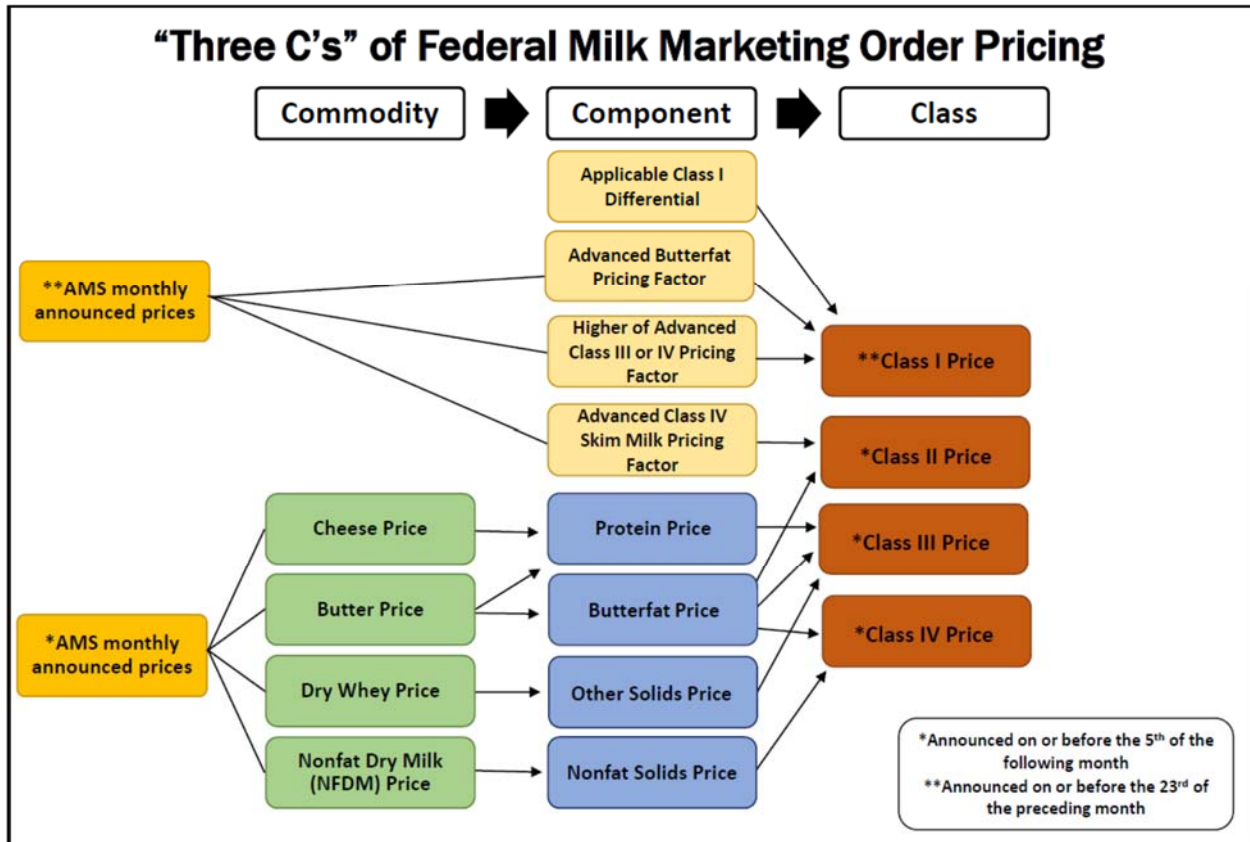 “Three C’s” of Federal Milk Marketing Order Pricing
Commodity
Component
Class
Applicable Class I
Differential
**AMS monthly
announced prices
Advanced Butterfat
Pricing Factor
Higher of Advanced
Class III or IV Pricing
Factor
**Class I Price
Advanced Class IV
Skim Milk Pricing
Factor
*Class II Price
Cheese Price
Protein Price
*Class III Price
Butter Price
Butterfat Price
*Class IV Price
*AMS monthly
announced prices
Dry Whey Price
Other Solids Price
Nonfat Dry Milk
(NFDM) Price
Nonfat Solids Price
*Announced on or before the 5th of the
following month
**Announced on or before the 23rd of
the preceding month